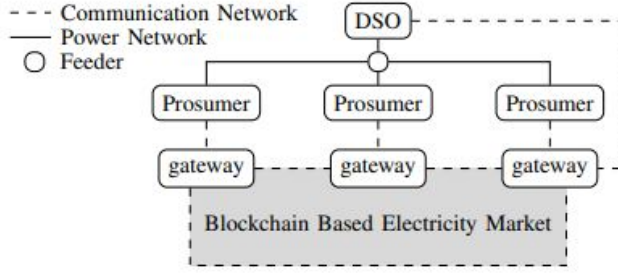 Communication Network
Power Network
Feeder
DSO
Prosumer Prosumer Prosumer
gateway gateway gateway
Blockchain Based Electricity Market